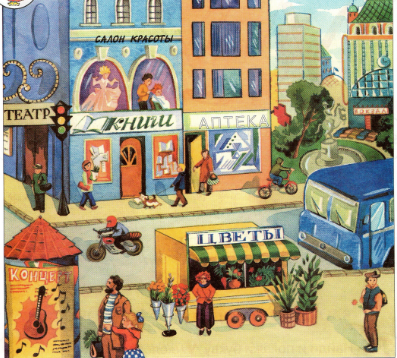 САЛОН КРАСОТЫ
ТЕАТР
книги
АПТЕКА
ЦВЕТЫ
КОНЦЕРТ